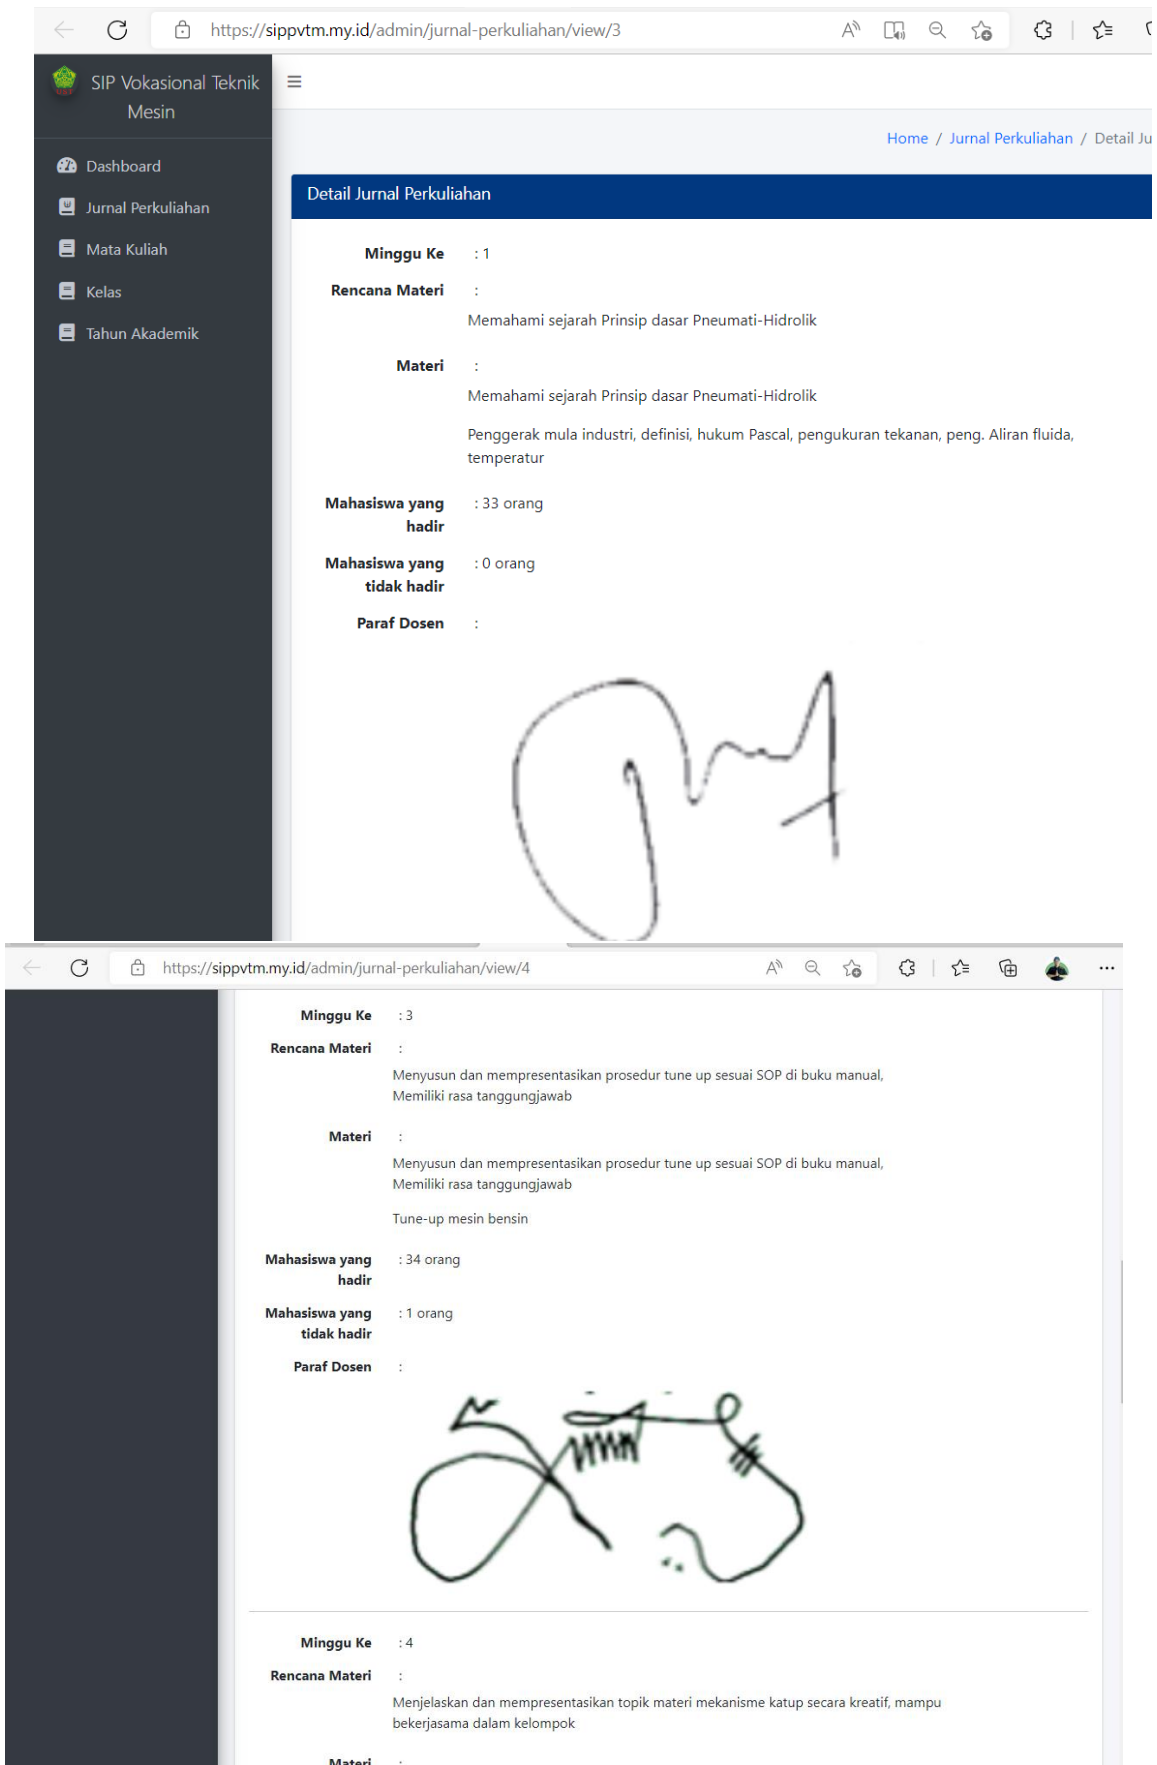 https://sippvtm.my.id/admin/jurnal-perkuliahan/view/3
SIP Vokasional Teknik
Mesin
Home / Jurnal Perkuliahan / Detail Ju
Dashboard
Jurnal Perkuliahan
Mata Kuliah
Kelas
Tahun Akademik
Detail Jurnal Perkuliahan
Minggu Ke : 1
Rencana Materi :
Memahami sejarah Prinsip dasar Pneumati-Hidrolik
Materi :
Memahami sejarah Prinsip dasar Pneumati-Hidrolik
Penggerak mula industri, definisi, hukum Pascal, pengukuran tekanan, peng. Aliran fluida,
temperatur
Mahasiswa yang : 33 orang
hadir
Mahasiswa yang : 0 orang
tidak hadir
Paraf Dosen :
https://sippvtm.my.id/admin/jurnal-perkuliahan/view/4
Minggu Ke : 3
Rencana Materi :
Menyusun dan mempresentasikan prosedur tune up sesuai SOP di buku manual,
Memiliki rasa tanggungjawab
Materi :
Menyusun dan mempresentasikan prosedur tune up sesuai SOP di buku manual,
Memiliki rasa tanggungjawab
Tune-up mesin bensin
Mahasiswa yang : 34 orang
hadir
Mahasiswa yang : 1 orang
tidak hadir
Paraf Dosen :
Minggu Ke : 4
Rencana Materi :
Menjelaskan dan mempresentasikan topik materi mekanisme katup secara kreatif, mampu
bekerjasama dalam kelompok
Materi :